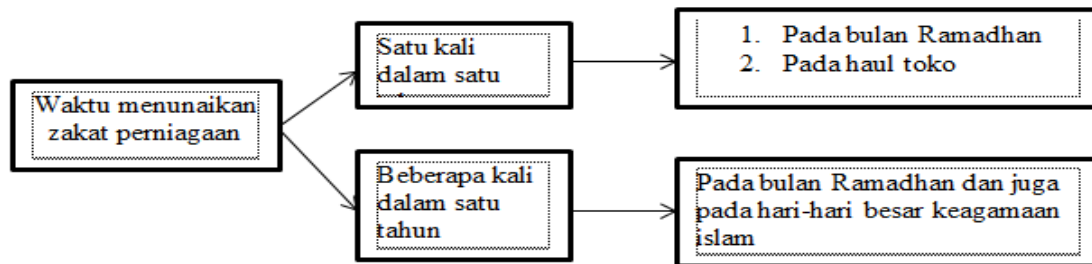 Waktu menunaikan
zakat perniagaan
Satu kali
dalam satu
1. Pada bulan Ramadhan
2. Pada haul toko
Beberapa kali
dalam satu
tahun
Pada bulan Ramadhan dan juga
pada hari-hari besar keagamaan
islam